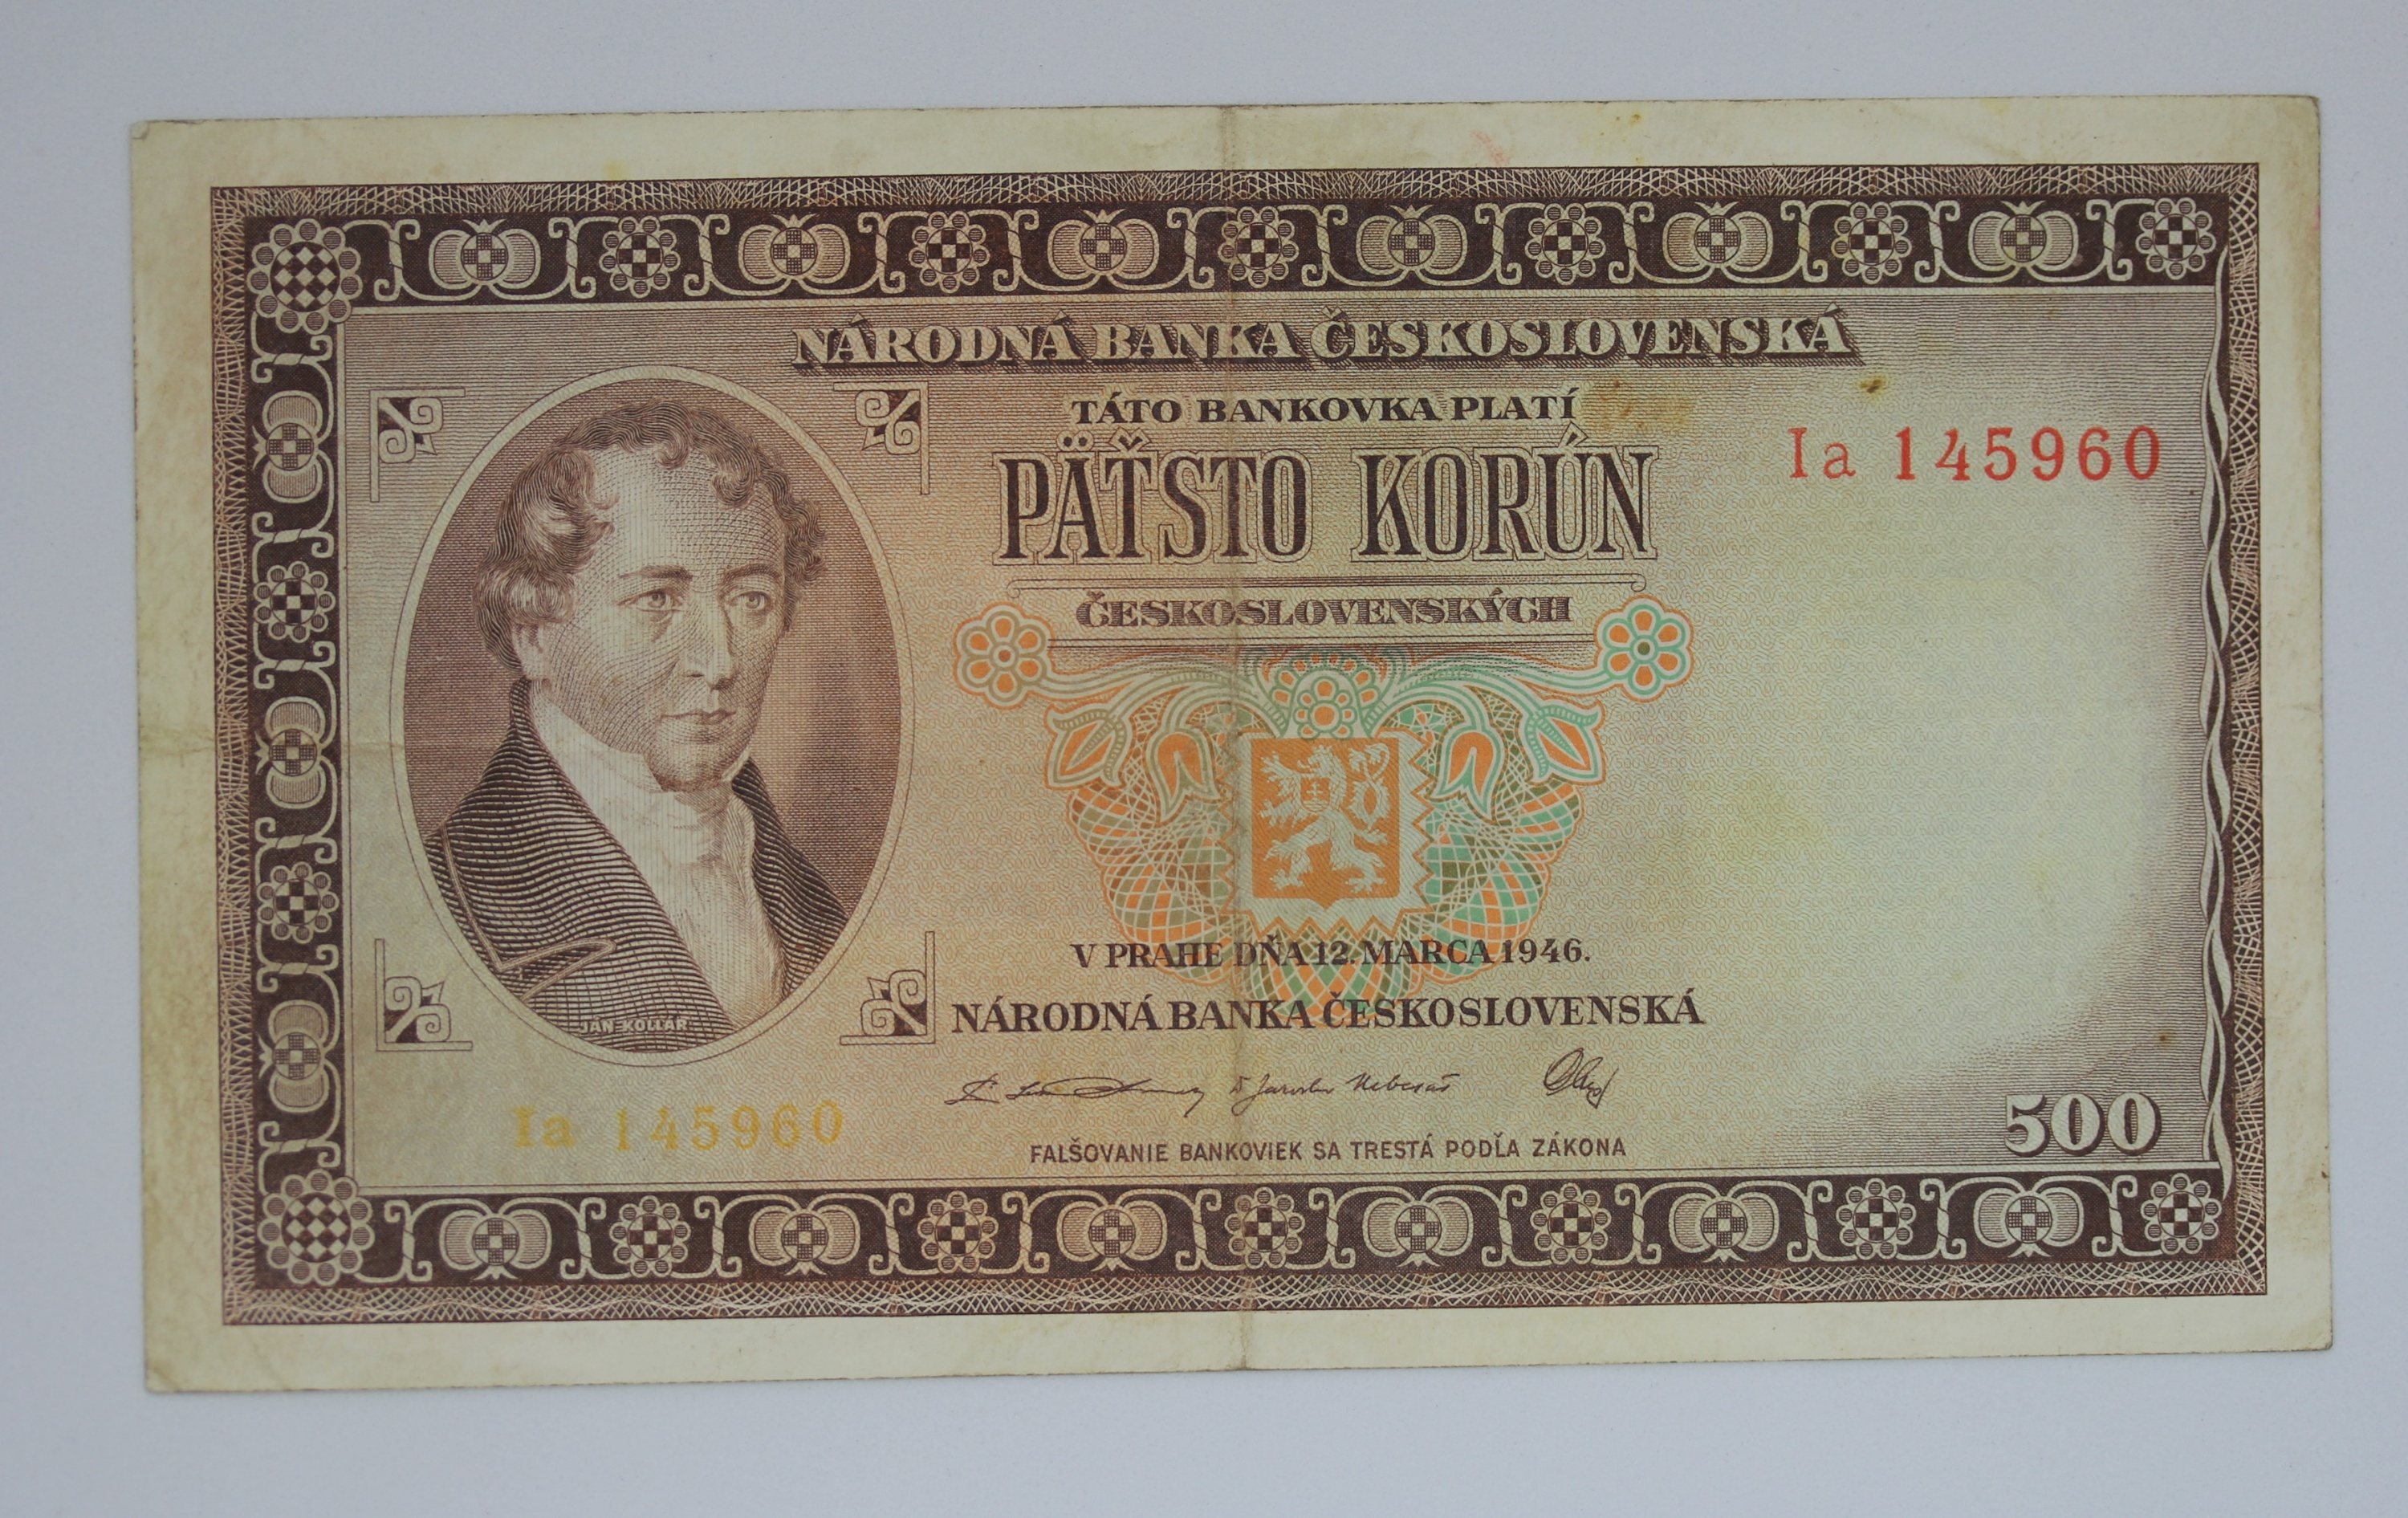 NÁRODNÁ BANKA ČESKOSLOVENSKÁ
TÁTO BANKOVKA PLATÍ
PÄŤSTO KORÚN
ČESKOSLOVENSKÝCH
Ia 145960
V PRAHE DŇA 12. MARCA 1946.
NÁRODNÁ BANKA ČESKOSLOVENSKÁ
JÁN KOLLÁR
Ia 145960
FALŠOVANIE BANKOVIEK SA TRESTÁ PODĽA ZÁKONA
500